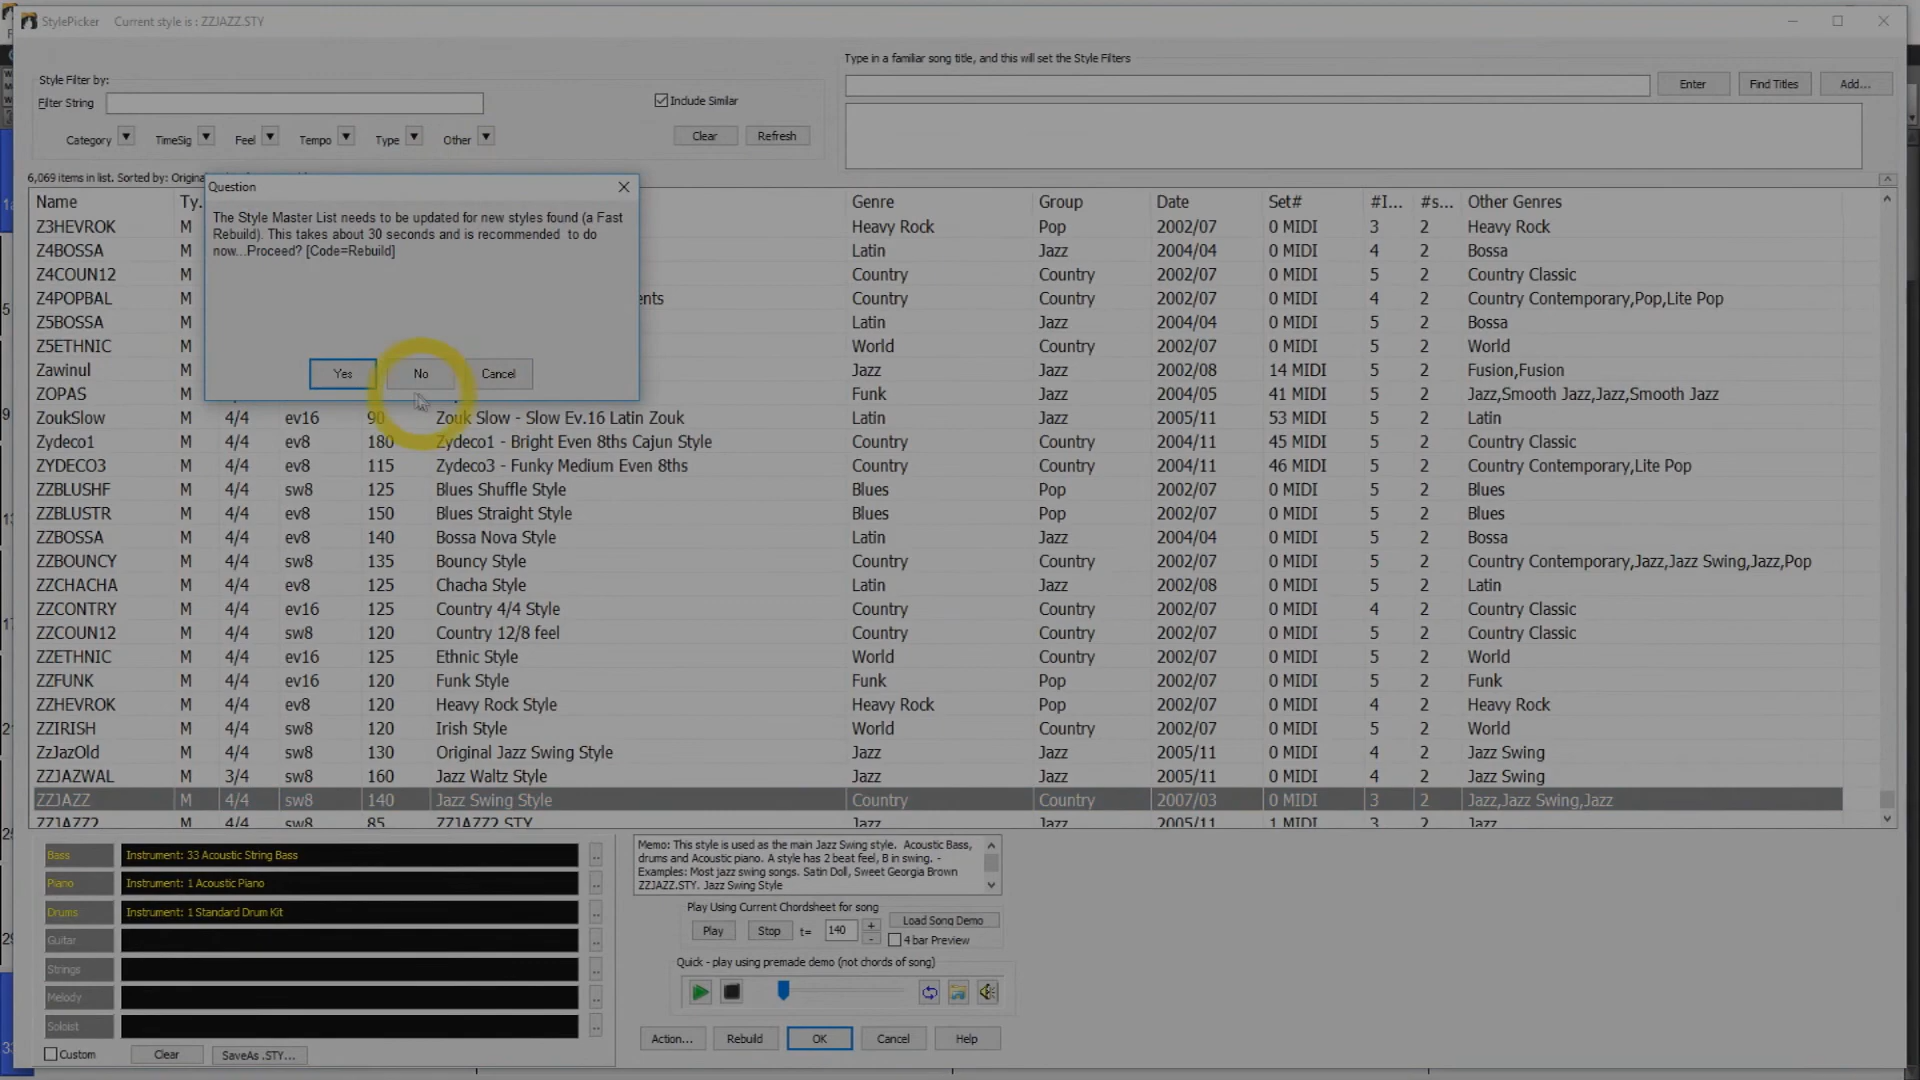 StylePicker Current style is : ZZJAZZ.STY
Type in a familiar song title, and this will set the Style Filters
Style Filter by:
Filter String
Include Similar
Enter Find Titles Add...
Category TimeSig Feel Tempo Type Other Clear Refresh
6,069 items in list. Sorted by: Origina
Question
The Style Master List needs to be updated for new styles found (a Fast
Rebuild). This takes about 30 seconds and is recommended to do
now...Proceed? [Code=Rebuild]
Yes No Cancel
Name Ty. Genre Group Date Set# #I... #s... Other Genres
Z3HEVROK M Heavy Rock Pop 2002/07 0 MIDI 3 2 Heavy Rock
Z4BOSSA M Latin Jazz 2004/04 0 MIDI 4 2 Bossa
Z4COUN12 M Country Country 2002/07 0 MIDI 5 2 Country Classic
Z4POPBAL M ents Country Country 2002/07 0 MIDI 4 2 Country Contemporary,Pop,Lite Pop
Z5BOSSA M Latin Jazz 2004/04 0 MIDI 5 2 Bossa
Z5ETHNIC M World Country 2002/07 0 MIDI 5 2 World
Zawinul M Jazz Jazz 2002/08 14 MIDI 5 2 Fusion,Fusion
ZOPAS M Funk Jazz 2004/05 41 MIDI 5 2 Jazz,Smooth Jazz,Jazz,Smooth Jazz
ZoukSlow M 4/4 ev16 90 Zouk Slow - Slow Ev.16 Latin Zouk Latin Jazz 2005/11 53 MIDI 5 2 Latin
Zydeco1 M 4/4 ev8 180 Zydeco1 - Bright Even 8ths Cajun Style Country Country 2004/11 45 MIDI 5 2 Country Classic
ZYDECO3 M 4/4 ev8 115 Zydeco3 - Funky Medium Even 8ths Country Country 2004/11 46 MIDI 5 2 Country Contemporary,Lite Pop
ZZBLUSHF M 4/4 sw8 125 Blues Shuffle Style Blues Pop 2002/07 0 MIDI 5 2 Blues
ZZBLUSTR M 4/4 ev8 150 Blues Straight Style Blues Pop 2002/07 0 MIDI 5 2 Blues
ZZBOSSA M 4/4 ev8 140 Bossa Nova Style Latin Jazz 2004/04 0 MIDI 5 2 Bossa
ZZBOUNCY M 4/4 sw8 135 Bouncy Style Country Country 2002/07 0 MIDI 5 2 Country Contemporary,Jazz,Jazz Swing,Jazz,Pop
ZZCHACHA M 4/4 ev8 125 Chacha Style Latin Jazz 2002/08 0 MIDI 5 2 Latin
ZZCONTRY M 4/4 ev16 125 Country 4/4 Style Country Country 2002/07 0 MIDI 4 2 Country Classic
ZZCOUN12 M 4/4 sw8 120 Country 12/8 feel Country Country 2002/07 0 MIDI 5 2 Country Classic
ZZETHNIC M 4/4 ev16 125 Ethnic Style World Country 2002/07 0 MIDI 5 2 World
ZZFUNK M 4/4 ev16 120 Funk Style Funk Pop 2002/07 0 MIDI 5 2 Funk
ZZHEVROK M 4/4 ev8 120 Heavy Rock Style Heavy Rock Pop 2002/07 0 MIDI 4 2 Heavy Rock
ZZIRISH M 4/4 sw8 120 Irish Style World Country 2002/07 0 MIDI 5 2 World
ZzJazOld M 4/4 sw8 130 Original Jazz Swing Style Jazz Jazz 2005/11 0 MIDI 4 2 Jazz Swing
ZZJAZWAL M 3/4 sw8 160 Jazz Waltz Style Jazz Jazz 2005/11 0 MIDI 4 2 Jazz Swing
ZZJAZZ M 4/4 sw8 140 Jazz Swing Style Country Country 2007/03 0 MIDI 3 2 Jazz,Jazz Swing,Jazz
ZZJAZZ2 M 4/4 sw8 85 ZZJAZZ2.STY Jazz Jazz 2005/11 1 MIDI 3 2 Jazz
Bass Instrument: 33 Acoustic String Bass ..
Piano Instrument: 1 Acoustic Piano ..
Drums Instrument: 1 Standard Drum Kit ..
Guitar ..
Strings ..
Melody ..
Soloist ..
Custom Clear SaveAs .STY...
Memo: This style is used as the main Jazz Swing style. Acoustic Bass,
drums and Acoustic piano. A style has 2 beat feel, B in swing. -
Examples: Most jazz swing songs. Satin Doll, Sweet Georgia Brown
ZZJAZZ.STY. Jazz Swing Style
Play Using Current Chordsheet for song
Play Stop t= 140 + - Load Song Demo
4 bar Preview
Quick - play using premade demo (not chords of song)
Action... Rebuild OK Cancel Help